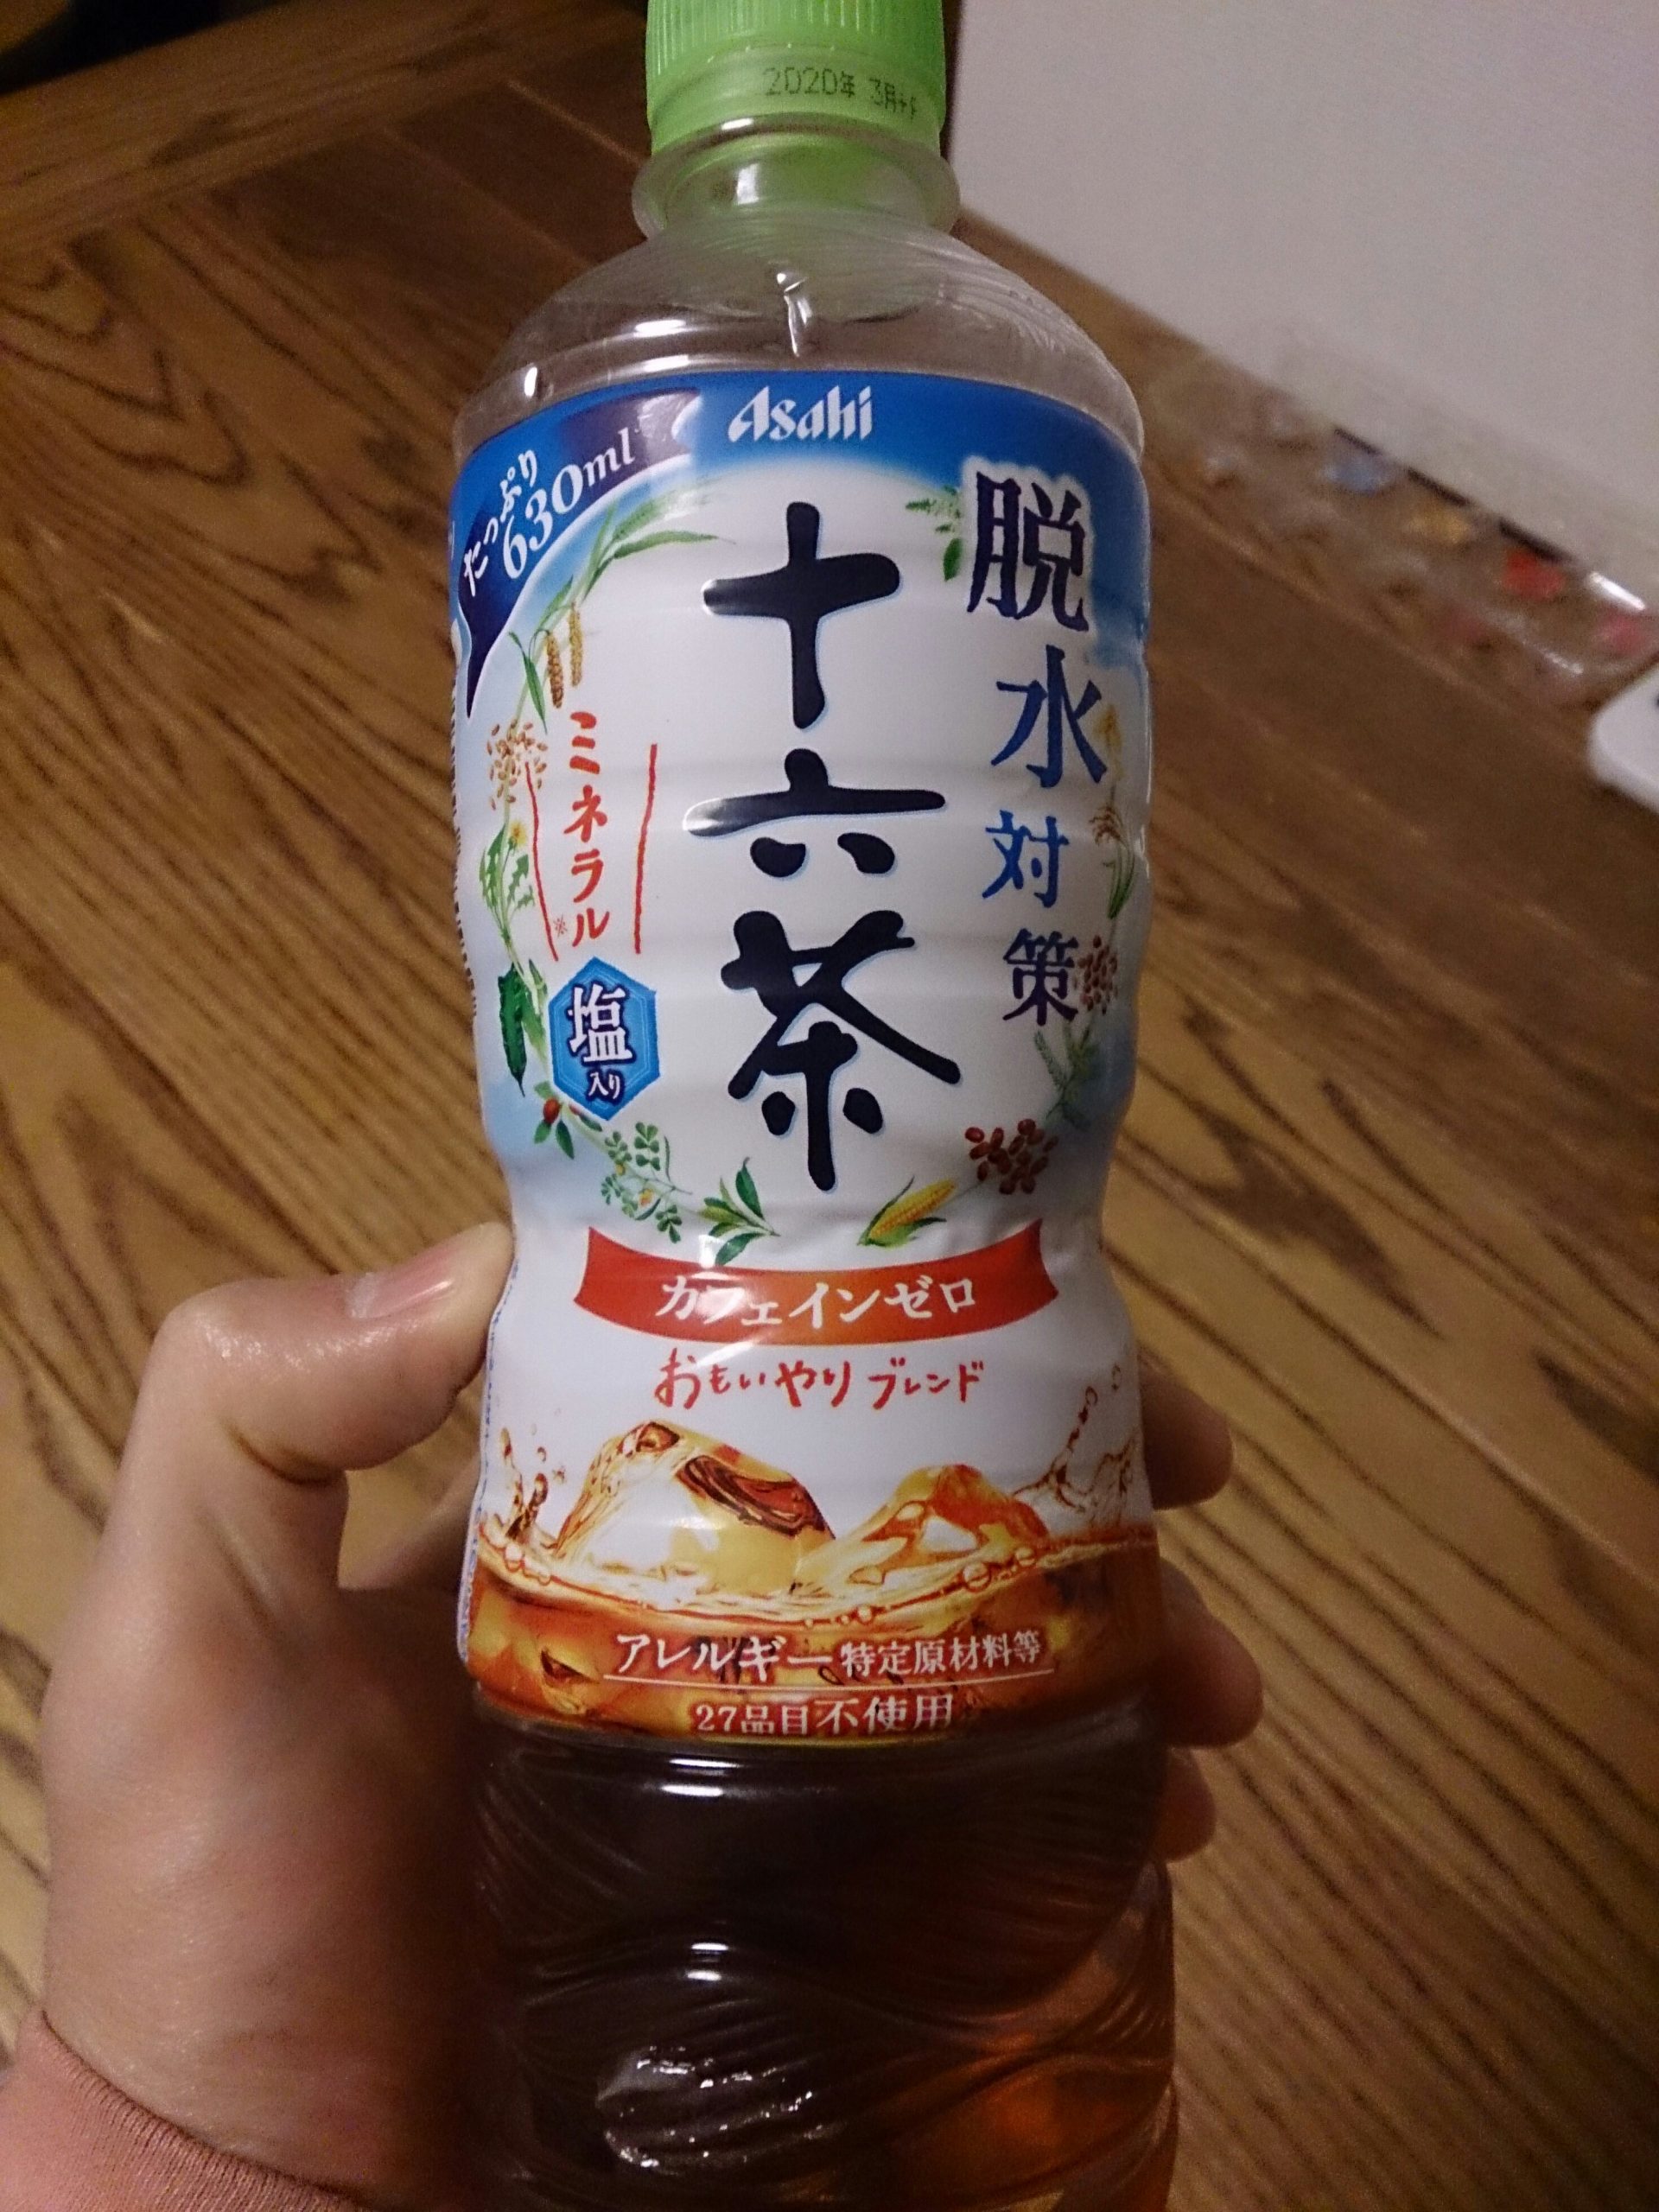 2020年 3月
Asahi
たっぷり
630ml
脱水対策
十六茶
ミネラル※
塩
入り
カフェインゼロ
おもいやりブレンド
アレルギー特定原材料等
27品目不使用